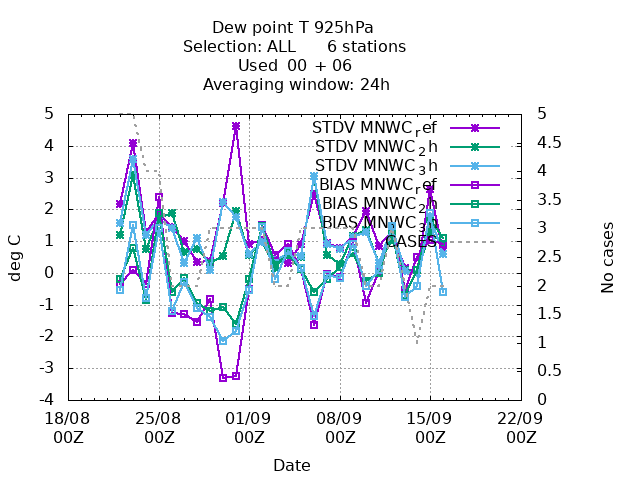 Dew point T 925hPa
Selection: ALL 6 stations
Used 00 + 06
Averaging window: 24h
STDV MNWC_ref
STDV MNWC_2h
STDV MNWC_3h
BIAS MNWC_ref
BIAS MNWC_2h
BIAS MNWC_3h
CASES
deg C
5
4
3
2
1
0
-1
-2
-3
-4
No cases
5
4.5
4
3.5
3
2.5
2
1.5
1
0.5
0
18/08 25/08 01/09 08/09 15/09 22/09
00Z 00Z 00Z 00Z 00Z 00Z
Date